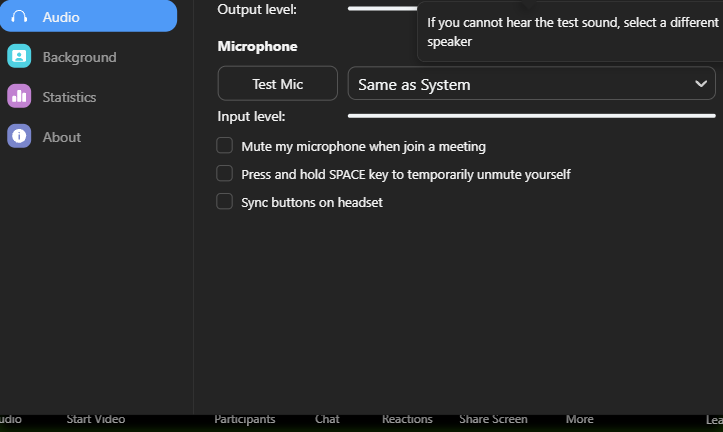 Audio
Background
Statistics
About
Output level:
If you cannot hear the test sound, select a different
speaker
Microphone
Test Mic
Same as System
Input level:
Mute my microphone when join a meeting
Press and hold SPACE key to temporarily unmute yourself
Sync buttons on headset
udio Start Video Participants Chat Reactions Share Screen More Lea